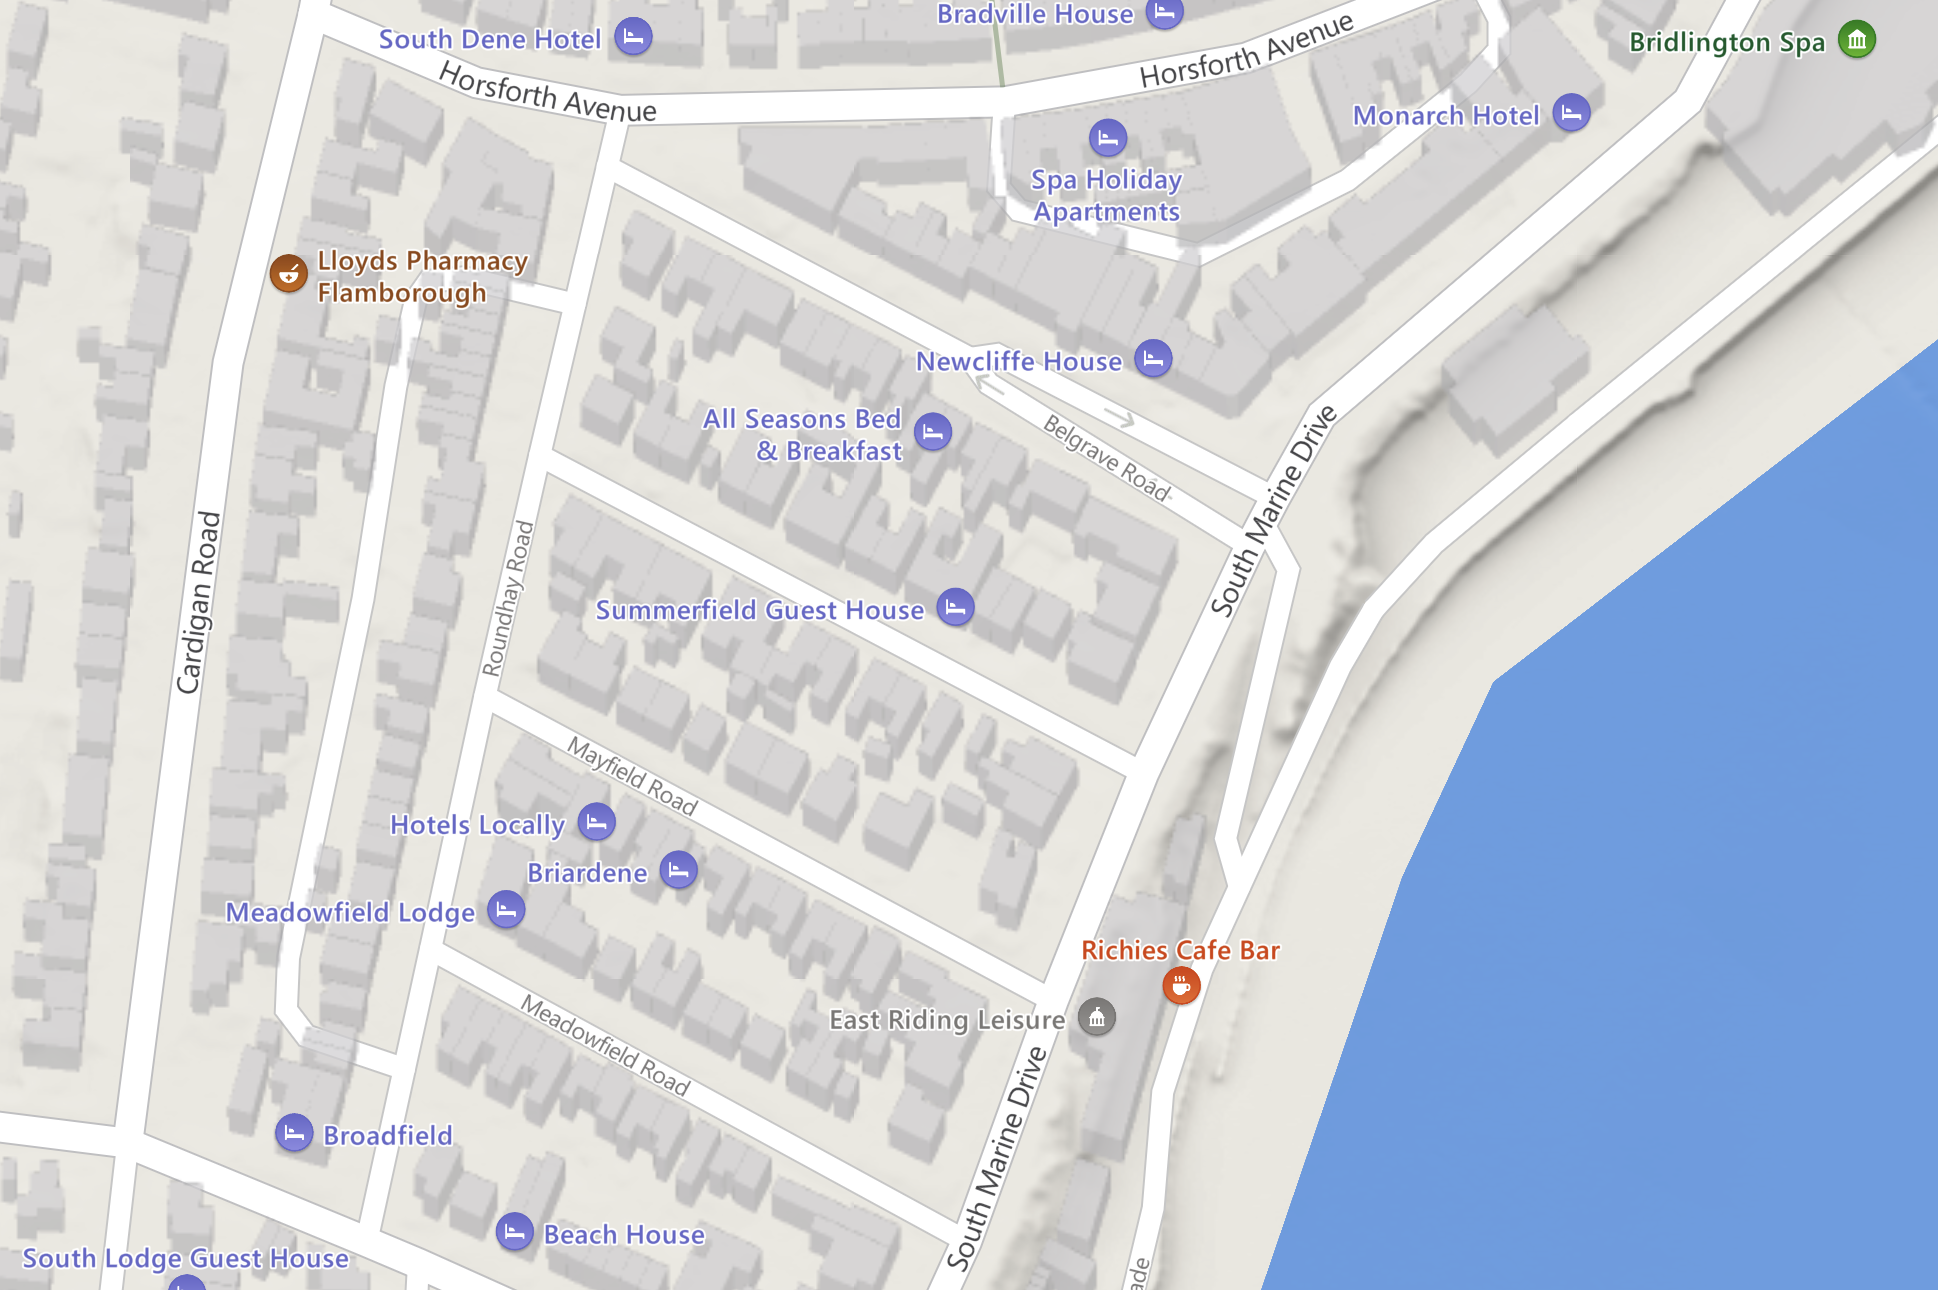 Bradville House
South Dene Hotel
Horsforth Avenue
Bridlington Spa
Horsforth Avenue
Monarch Hotel
Spa Holiday
Apartments
Lloyds Pharmacy
Flamborough
Newcliffe House
All Seasons Bed
& Breakfast
Belgrave Road
South Marine Drive
Cardigan Road
Roundhay Road
Summerfield Guest House
Mayfield Road
Hotels Locally
Briardene
Meadowfield Lodge
Richies Cafe Bar
East Riding Leisure
Meadowfield Road
South Marine Drive
Broadfield
Beach House
South Lodge Guest House
ade